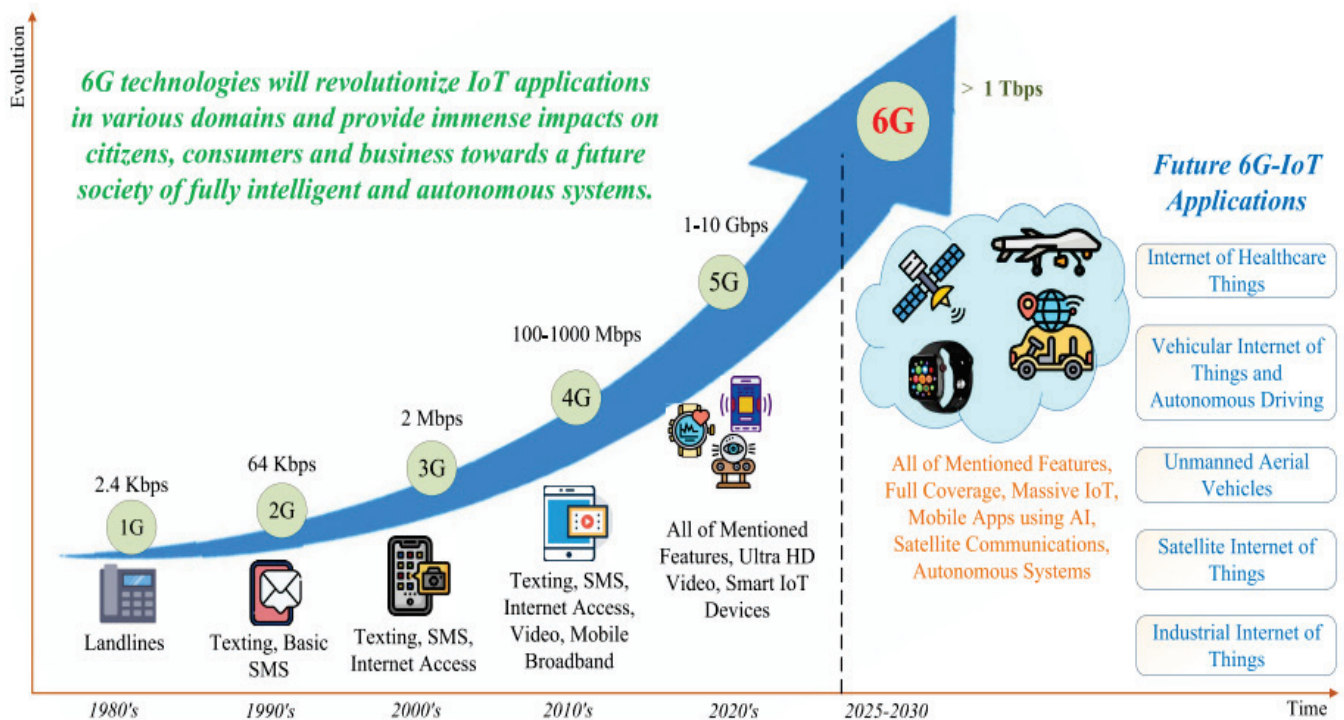 Evolution
6G technologies will revolutionize IoT applications
in various domains and provide immense impacts on
citizens, consumers and business towards a future
society of fully intelligent and autonomous systems.
2.4 Kbps
1G
Landlines
64 Kbps
2G
Texting, Basic
SMS
2 Mbps
3G
Texting, SMS,
Internet Access
100-1000 Mbps
4G
Texting, SMS,
Internet Access,
Video, Mobile
Broadband
1-10 Gbps
5G
All of Mentioned
Features, Ultra HD
Video, Smart IoT
Devices
6G
> 1 Tbps
All of Mentioned Features,
Full Coverage, Massive IoT,
Mobile Apps using AI,
Satellite Communications,
Autonomous Systems
Future 6G-IoT
Applications
Internet of Healthcare
Things
Vehicular Internet of
Things and
Autonomous Driving
Unmanned Aerial
Vehicles
Satellite Internet of
Things
Industrial Internet of
Things
1980's
1990's
2000's
2010's
2020's
2025-2030
Time